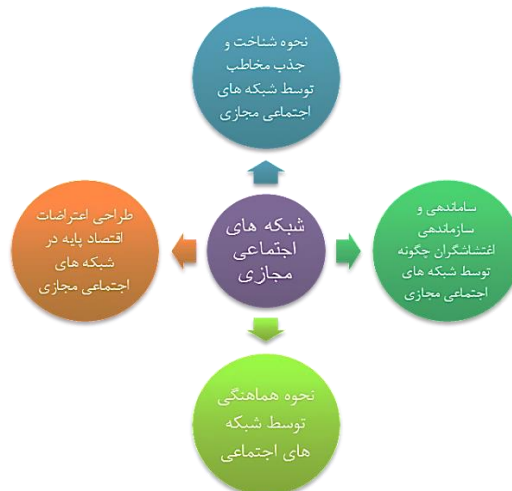 نحوه شناخت و
جذب مخاطب
توسط شبکه های
اجتماعی مجازی
ساماندهی و
سازماندهی
اغتشاشگران چگونه
توسط شبکه های
اجتماعی مجازی
شبکه های
اجتماعی
مجازی
طراحی اعتراضات
اقتصاد پایه در
شبکه های
اجتماعی مجازی
نحوه هماهنگی
توسط شبکه
های اجتماعی